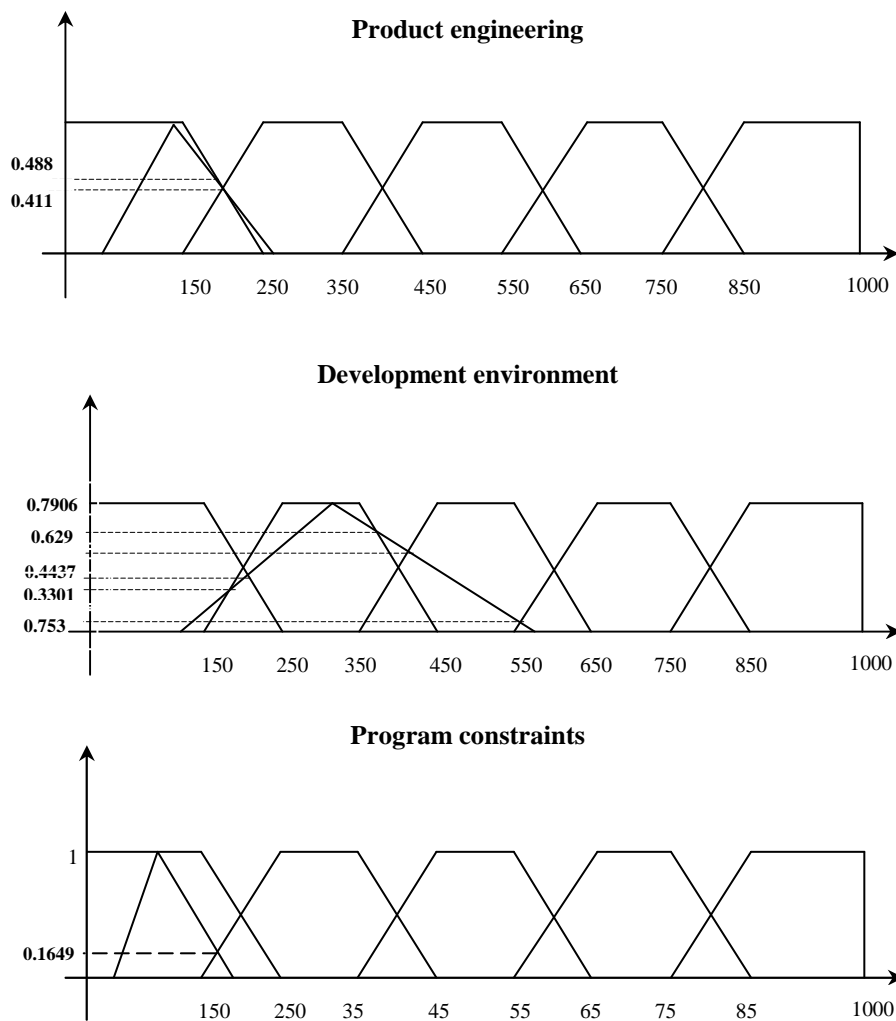 Product engineering
0.488
0.411
150 250 350 450 550 650 750 850 1000
Development environment
0.7906
0.629
0.4437
0.3301
0.753
150 250 350 450 550 650 750 850 1000
Program constraints
1
0.1649
150 250 35 45 55 65 75 85 1000